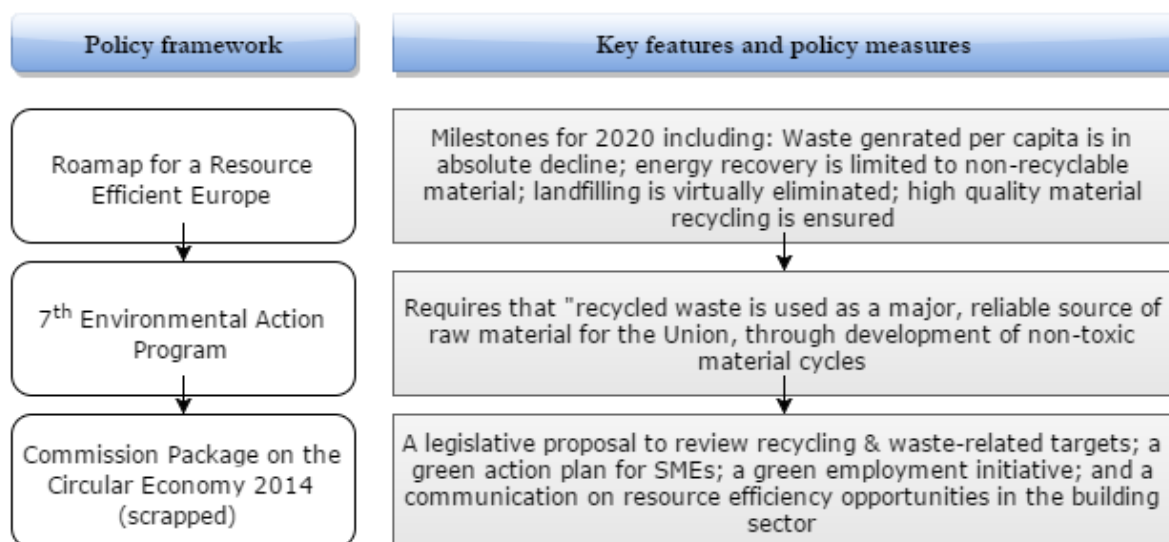 Policy framework
Key features and policy measures
Roamap for a Resource
Efficient Europe
Milestones for 2020 including: Waste genrated per capita is in
absolute decline; energy recovery is limited to non-recyclable
material; landfilling is virtually eliminated; high quality material
recycling is ensured
7th Environmental Action
Program
Requires that "recycled waste is used as a major, reliable source of
raw material for the Union, through development of non-toxic
material cycles
Commission Package on the
Circular Economy 2014
(scrapped)
A legislative proposal to review recycling & waste-related targets; a
green action plan for SMEs; a green employment initiative; and a
communication on resource efficiency opportunities in the building
sector